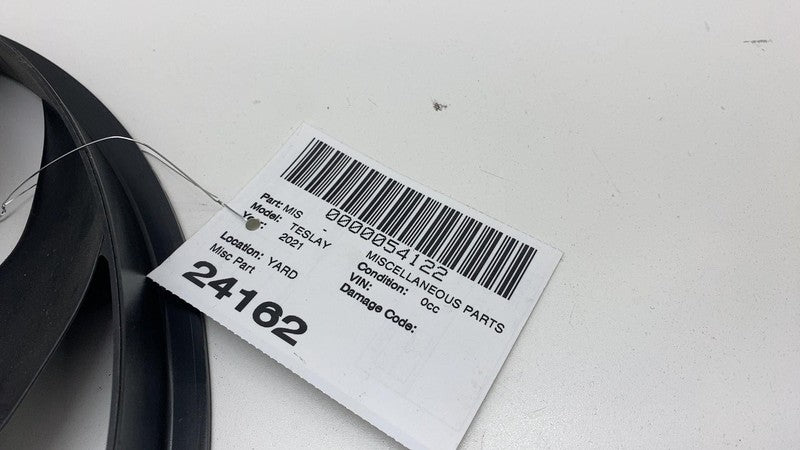 0000054122
Part: MIS - MISCELLANEOUS PARTS
Model: TESLAY Condition: 0cc
Year: 2021 VIN:
Location: YARD Damage Code:
Misc Part
24162